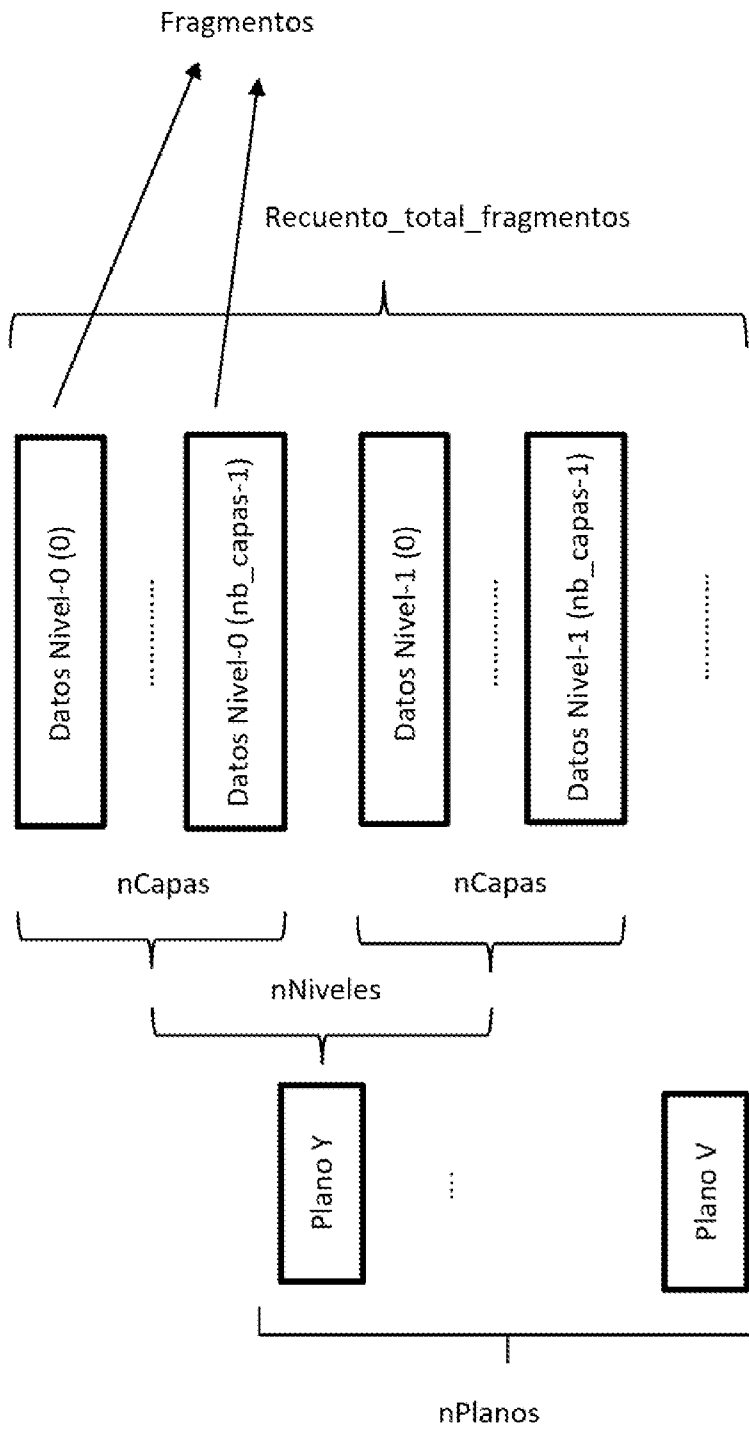 Fragmentos
Recuento_total_fragmentos
Datos Nivel-0 (0)
.............
Datos Nivel-0 (nb_capas-1)
Datos Nivel-1 (0)
.............
Datos Nivel-1 (nb_capas-1)
.............
nCapas
nCapas
nNiveles
Plano Y
....
Plano V
nPlanos